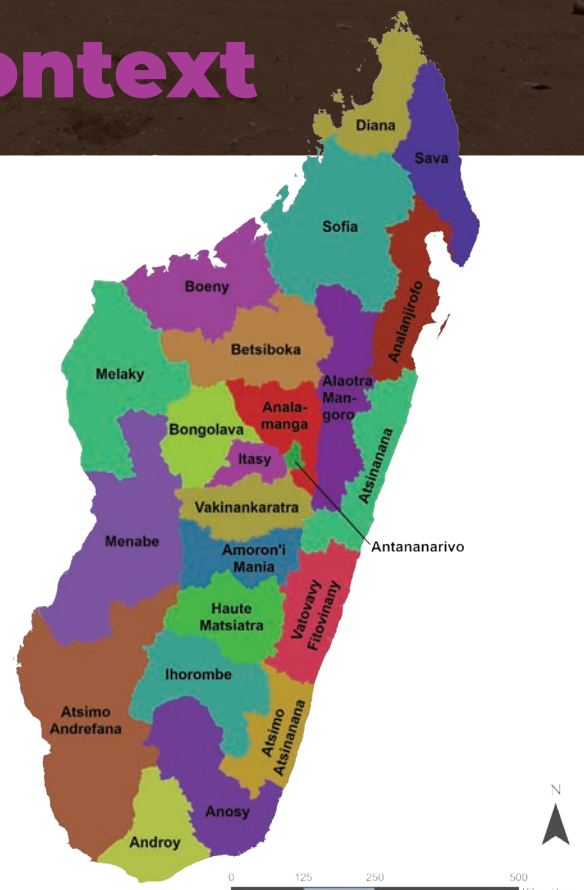 ontext
Diana
Sava
Sofia
Boeny
Analanjirofo
Betsiboka
Melaky
Alaotra
Man-
goro
Anala-
manga
Bongolava
Atsinanana
Itasy
Vakinankaratra
Menabe
Antananarivo
Amoron'i
Mania
Haute
Matsiatra
Vatovavy
Fitovinany
Ihorombe
Atsimo
Andrefana
Atsimo
Atsinanana
Anosy
Androy
N
0 125 250 500